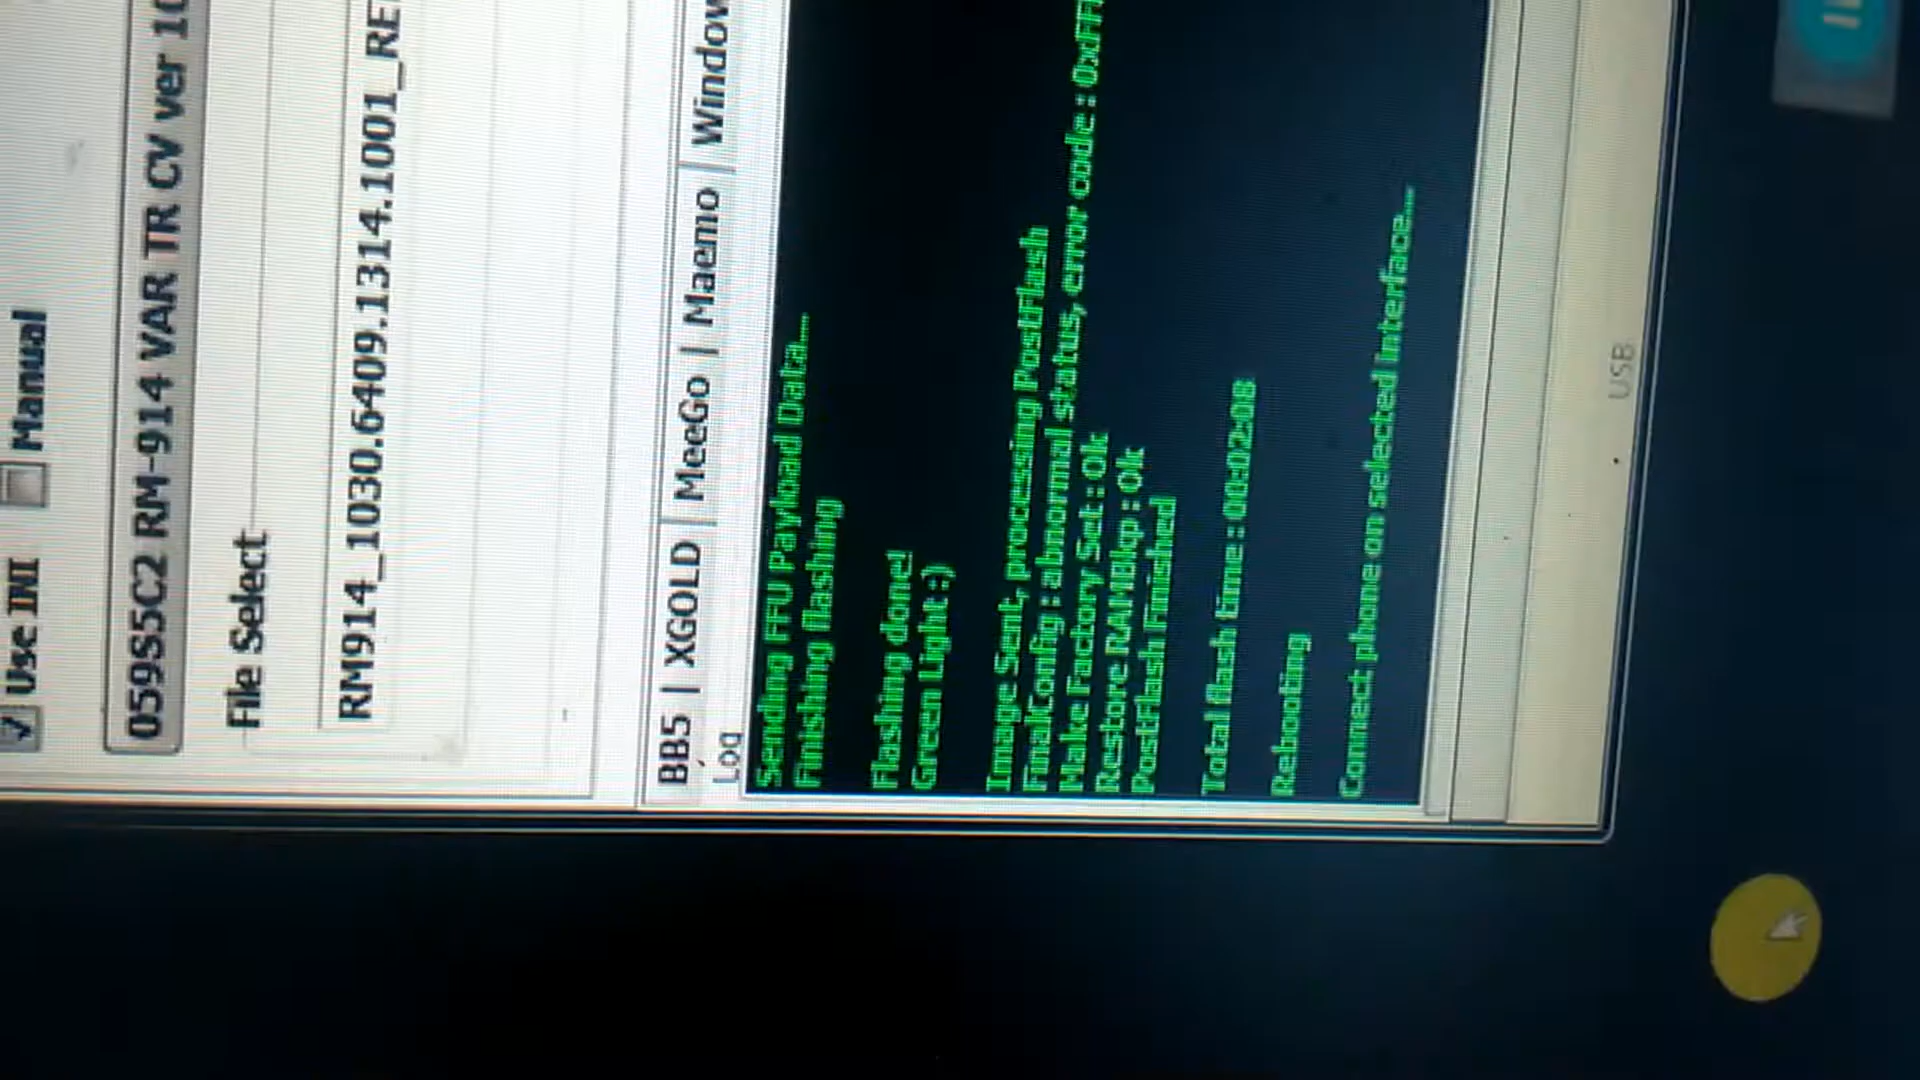 Use INI Manual
059S5C2 RM-914 VAR TR CV ver 10
File Select
RM914_1030.6409.1314.1001_RE
BB5 | XGOLD | MeeGo | Maemo | Window
Log
Sending FFU Payload Data...
Finishing flashing
Flashing done!
Green Light :)
Image Sent, processing PostFlash
FinalConfig : abnormal status, error code : 0xFF
Make Factory Set : Ok
Restore RAMBkp : Ok
PostFlash Finished
Total flash time : 00:02:08
Rebooting
Connect phone on selected interface...
USB